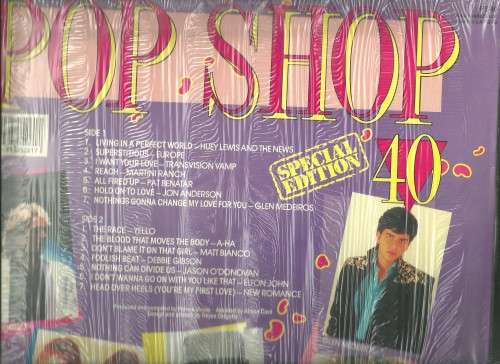 POP SHOP
40
SPECIAL
EDITION
SIDE 1
1. LIVING IN A PERFECT WORLD – HUEY LEWIS AND THE NEWS
2. SUPERSTITIOUS – EUROPE
3. I WANT YOUR LOVE – TRANSVISION VAMP
4. REACH – MARTINI RANCH
5. ALL FIRED UP – PAT BENATAR
6. HOLD ON TO LOVE – JON ANDERSON
7. NOTHINGS GONNA CHANGE MY LOVE FOR YOU – GLEN MEDEIROS
SIDE 2
1. THE RACE – YELLO
THE BLOOD THAT MOVES THE BODY – A-HA
DON'T BLAME IT ON THAT GIRL – MATT BIANCO
4. FOOLISH BEAT – DEBBIE GIBSON
5. NOTHING CAN DIVIDE US – JASON O'DONOVAN
6. I DON'T WANNA GO ON WITH YOU LIKE THAT – ELTON JOHN
7. HEAD OVER HEELS (YOU'RE MY FIRST LOVE) – NEW ROMANCE